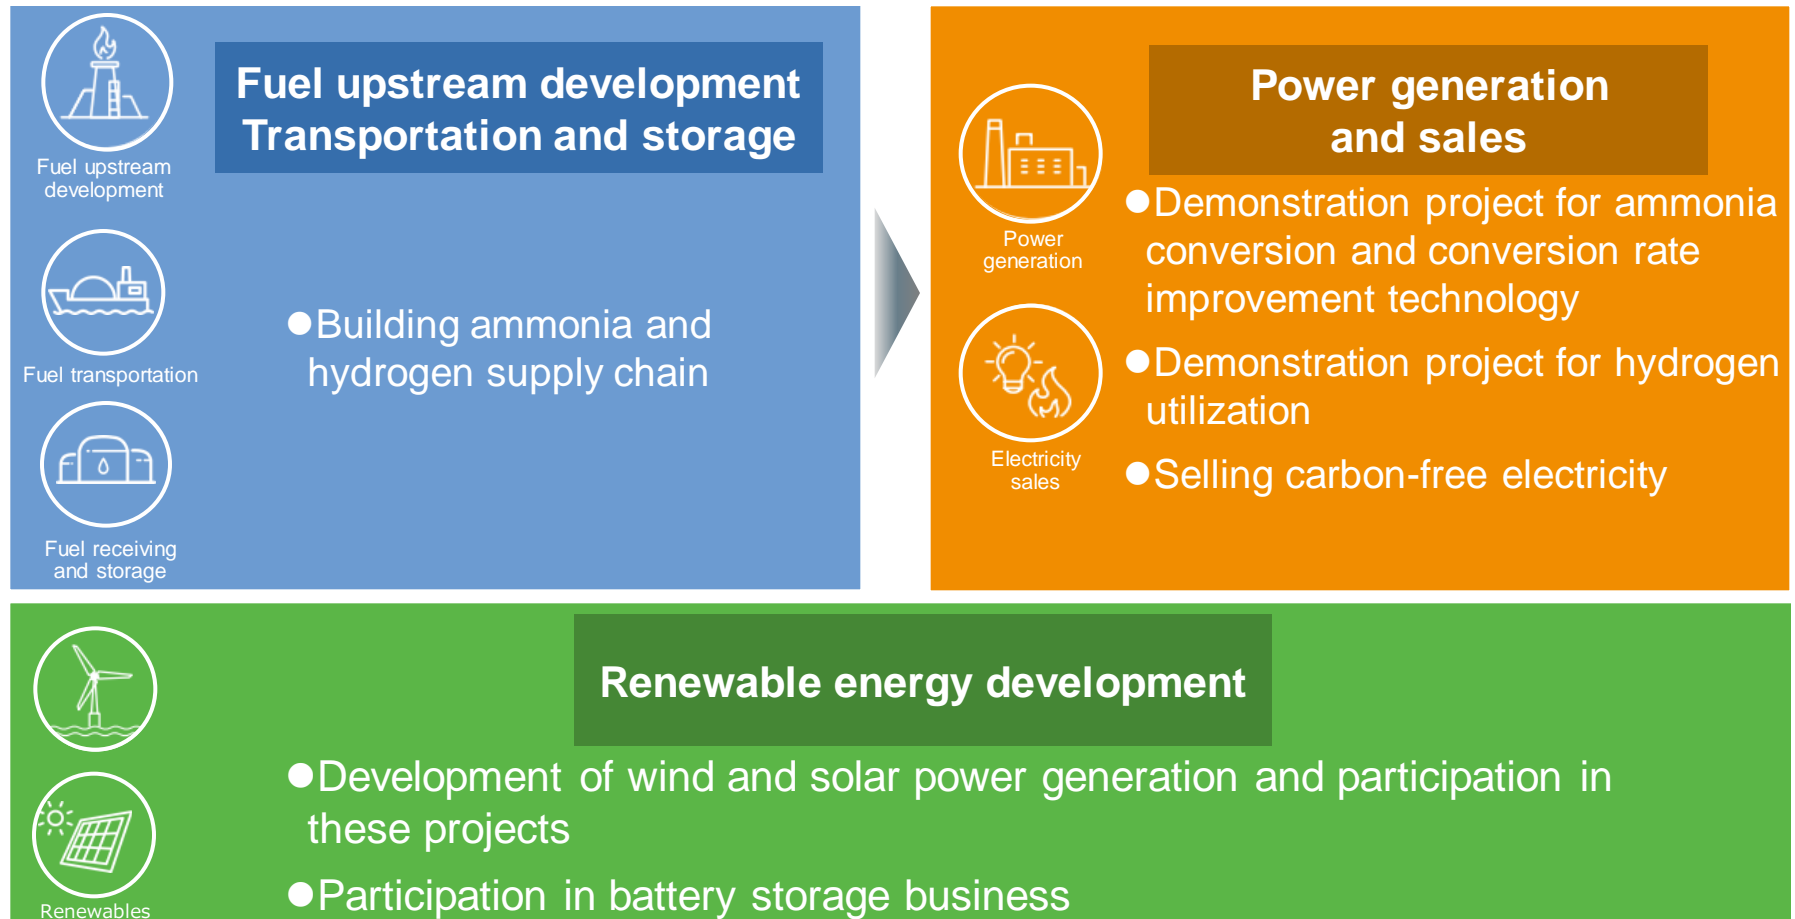 Fuel upstream
development
Fuel transportation
Fuel receiving
and storage
Fuel upstream development
Transportation and storage
●Building ammonia and
hydrogen supply chain
Power
generation
Electricity
sales
Power generation
and sales
●Demonstration project for ammonia
conversion and conversion rate
improvement technology
●Demonstration project for hydrogen
utilization
●Selling carbon-free electricity
Renewables
Renewable energy development
●Development of wind and solar power generation and participation in
these projects
●Participation in battery storage business